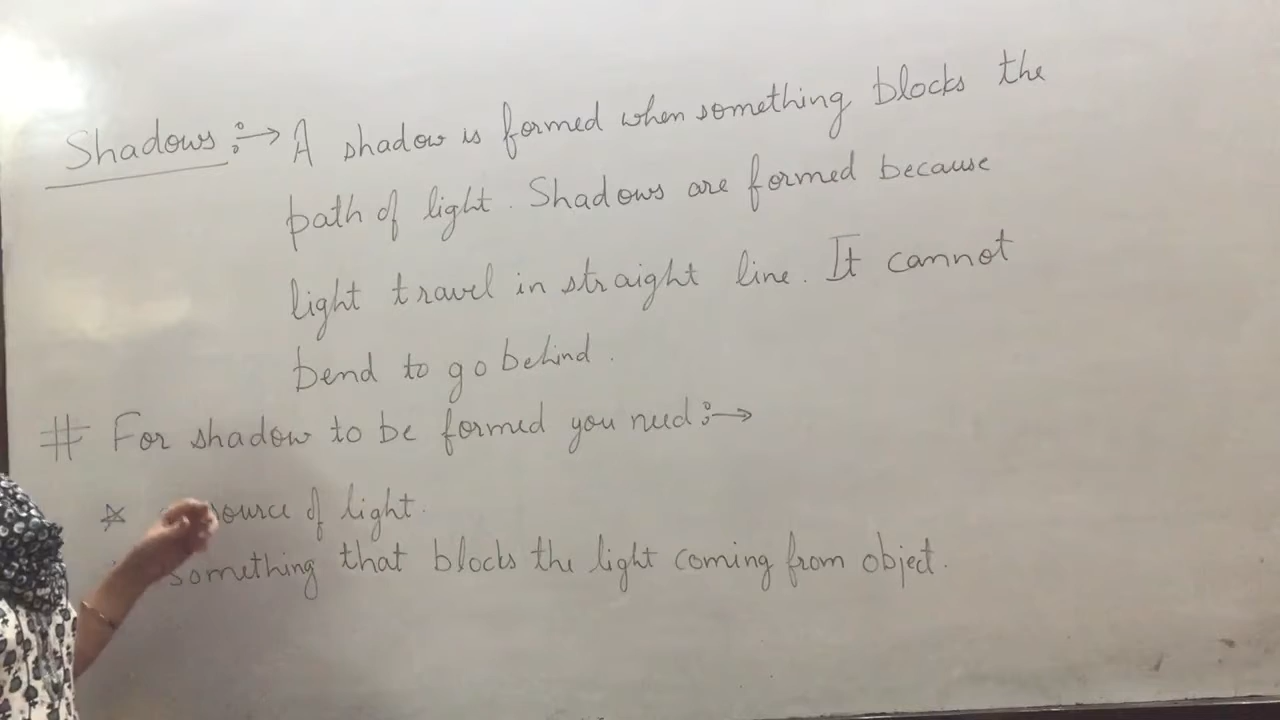 Shadows :→ A shadow is formed when something blocks the
path of light. Shadows are formed because
light travel in straight line. It cannot
bend to go behind.
# For shadow to be formed you need :→
☆ source of light.
something that blocks the light coming from object.